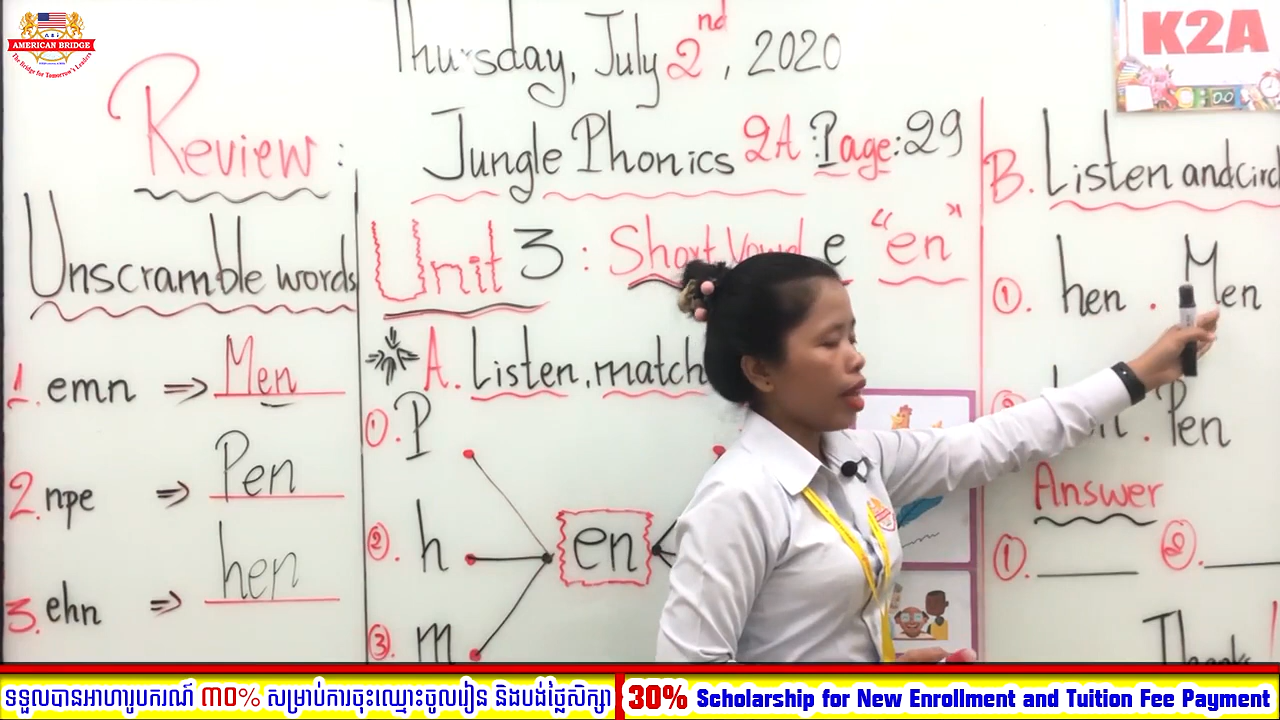 AMERICAN BRIDGE
The Bridge for Tomorrow's Leaders
K2A
Thursday, July 2nd, 2020
Review:
Jungle Phonics 2A Page:29
Unscramble words
Unit 3 : Short Vowel e "en"
1. emn ⇒ Men
2. npe ⇒ Pen
3. ehn ⇒ hen
A. Listen, match
①. P
②. h
③. m
en
B. Listen and circ
①. hen . Men
. Pen
Answer
①. ______ ②. ______
Thanks
ទទួលបានអាហារូបករណ៍ ៣០% សម្រាប់ការចុះឈ្មោះចូលរៀន និងបង់ថ្លៃសិក្សា
30% Scholarship for New Enrollment and Tuition Fee Payment